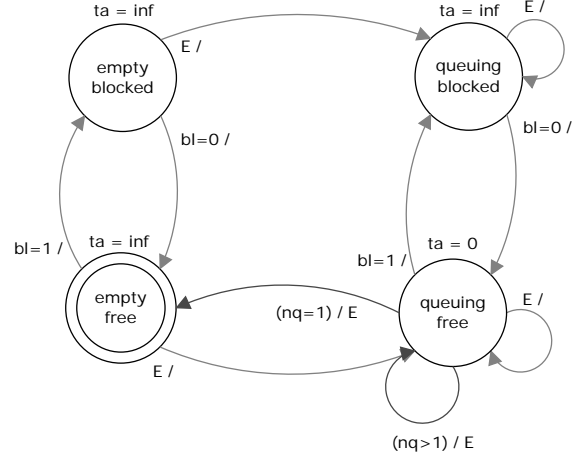 ta = inf
ta = inf
E /
E /
empty
blocked
queuing
blocked
bl=0 /
bl=0 /
bl=1 /
ta = inf
ta = 0
bl=1 /
empty
free
(nq=1) / E
queuing
free
E /
E /
(nq>1) / E